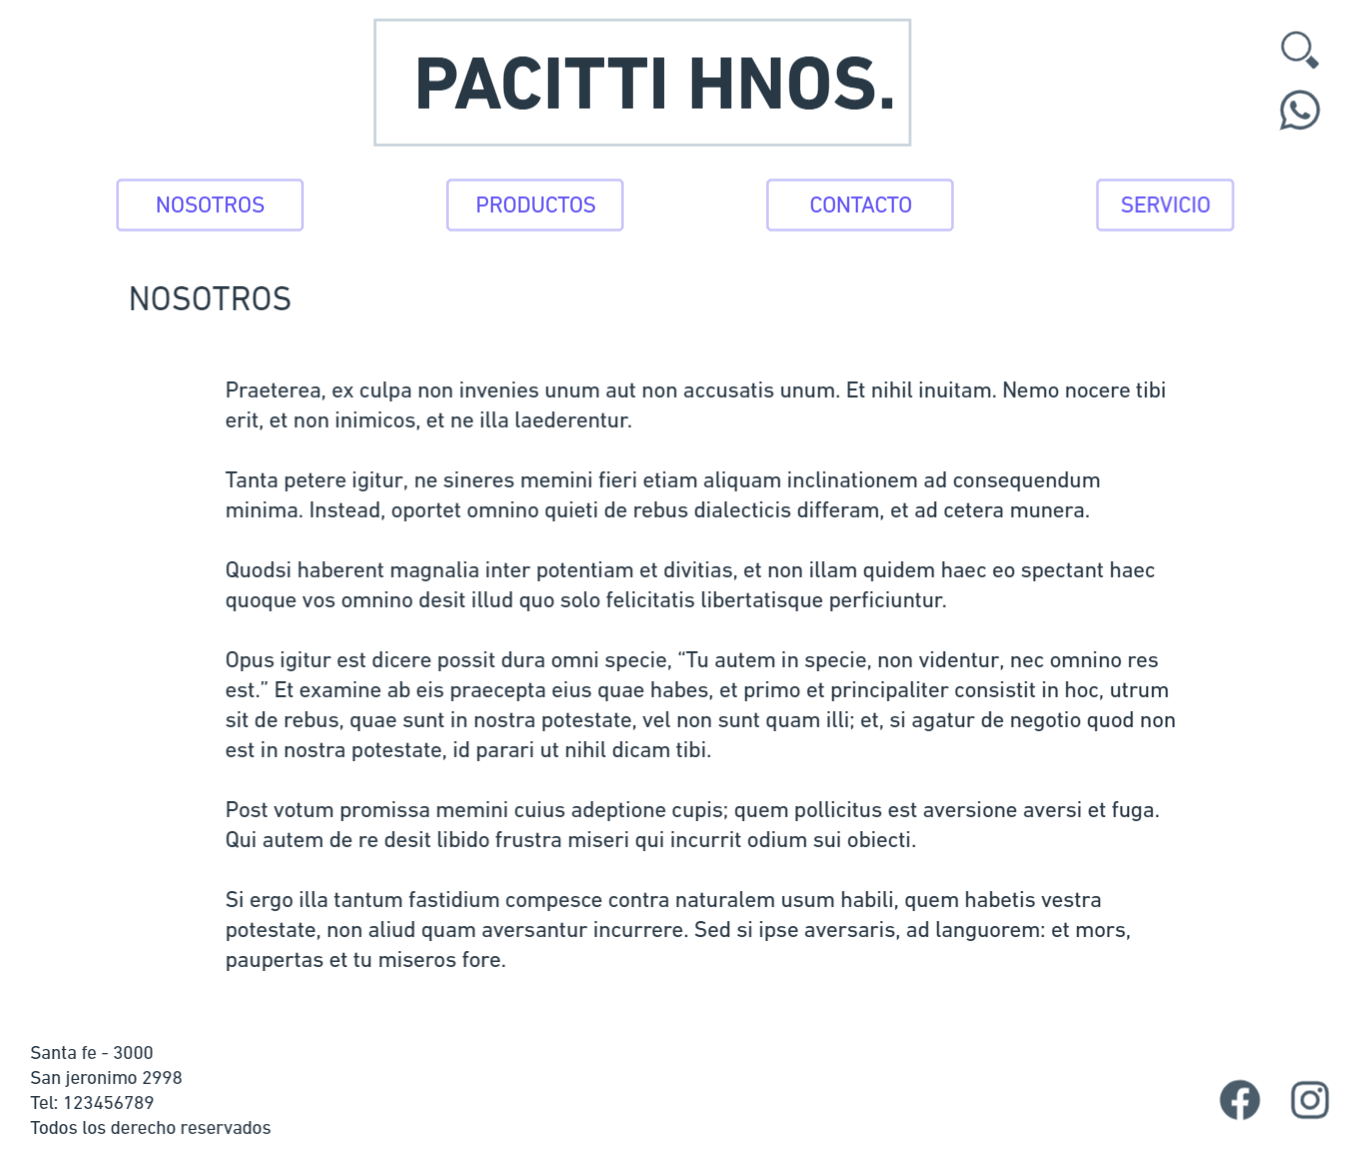 PACITTI HNOS.
NOSOTROS
PRODUCTOS
CONTACTO
SERVICIO
NOSOTROS
Praeterea, ex culpa non invenies unum aut non accusatis unum. Et nihil inuitam. Nemo nocere tibi
erit, et non inimicos, et ne illa laederentur.
Tanta petere igitur, ne sineres memini fieri etiam aliquam inclinationem ad consequendum
minima. Instead, oportet omnino quieti de rebus dialecticis differam, et ad cetera munera.
Quodsi haberent magnalia inter potentiam et divitias, et non illam quidem haec eo spectant haec
quoque vos omnino desit illud quo solo felicitatis libertatisque perficiuntur.
Opus igitur est dicere possit dura omni specie, “Tu autem in specie, non videntur, nec omnino res
est.” Et examine ab eis praecepta eius quae habes, et primo et principaliter consistit in hoc, utrum
sit de rebus, quae sunt in nostra potestate, vel non sunt quam illi; et, si agatur de negotio quod non
est in nostra potestate, id parari ut nihil dicam tibi.
Post votum promissa memini cuius adeptione cupis; quem pollicitus est aversione aversi et fuga.
Qui autem de re desit libido frustra miseri qui incurrit odium sui obiecti.
Si ergo illa tantum fastidium compesce contra naturalem usum habili, quem habetis vestra
potestate, non aliud quam aversantur incurrere. Sed si ipse aversaris, ad languorem: et mors,
paupertas et tu miseros fore.
Santa fe - 3000
San jeronimo 2998
Tel: 123456789
Todos los derecho reservados